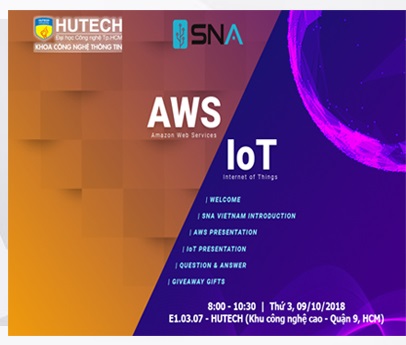 HUTECH
Đại học Công nghệ Tp.HCM
KHOA CÔNG NGHỆ THÔNG TIN
SNA
AWS
Amazon Web Services
IoT
Internet of Things
| WELCOME
| SNA VIETNAM INTRODUCTION
| AWS PRESENTATION
| IoT PRESENTATION
| QUESTION & ANSWER
| GIVEAWAY GIFTS
8:00 - 10:30 | Thứ 3, 09/10/2018
E1.03.07 - HUTECH (Khu công nghệ cao - Quận 9, HCM)